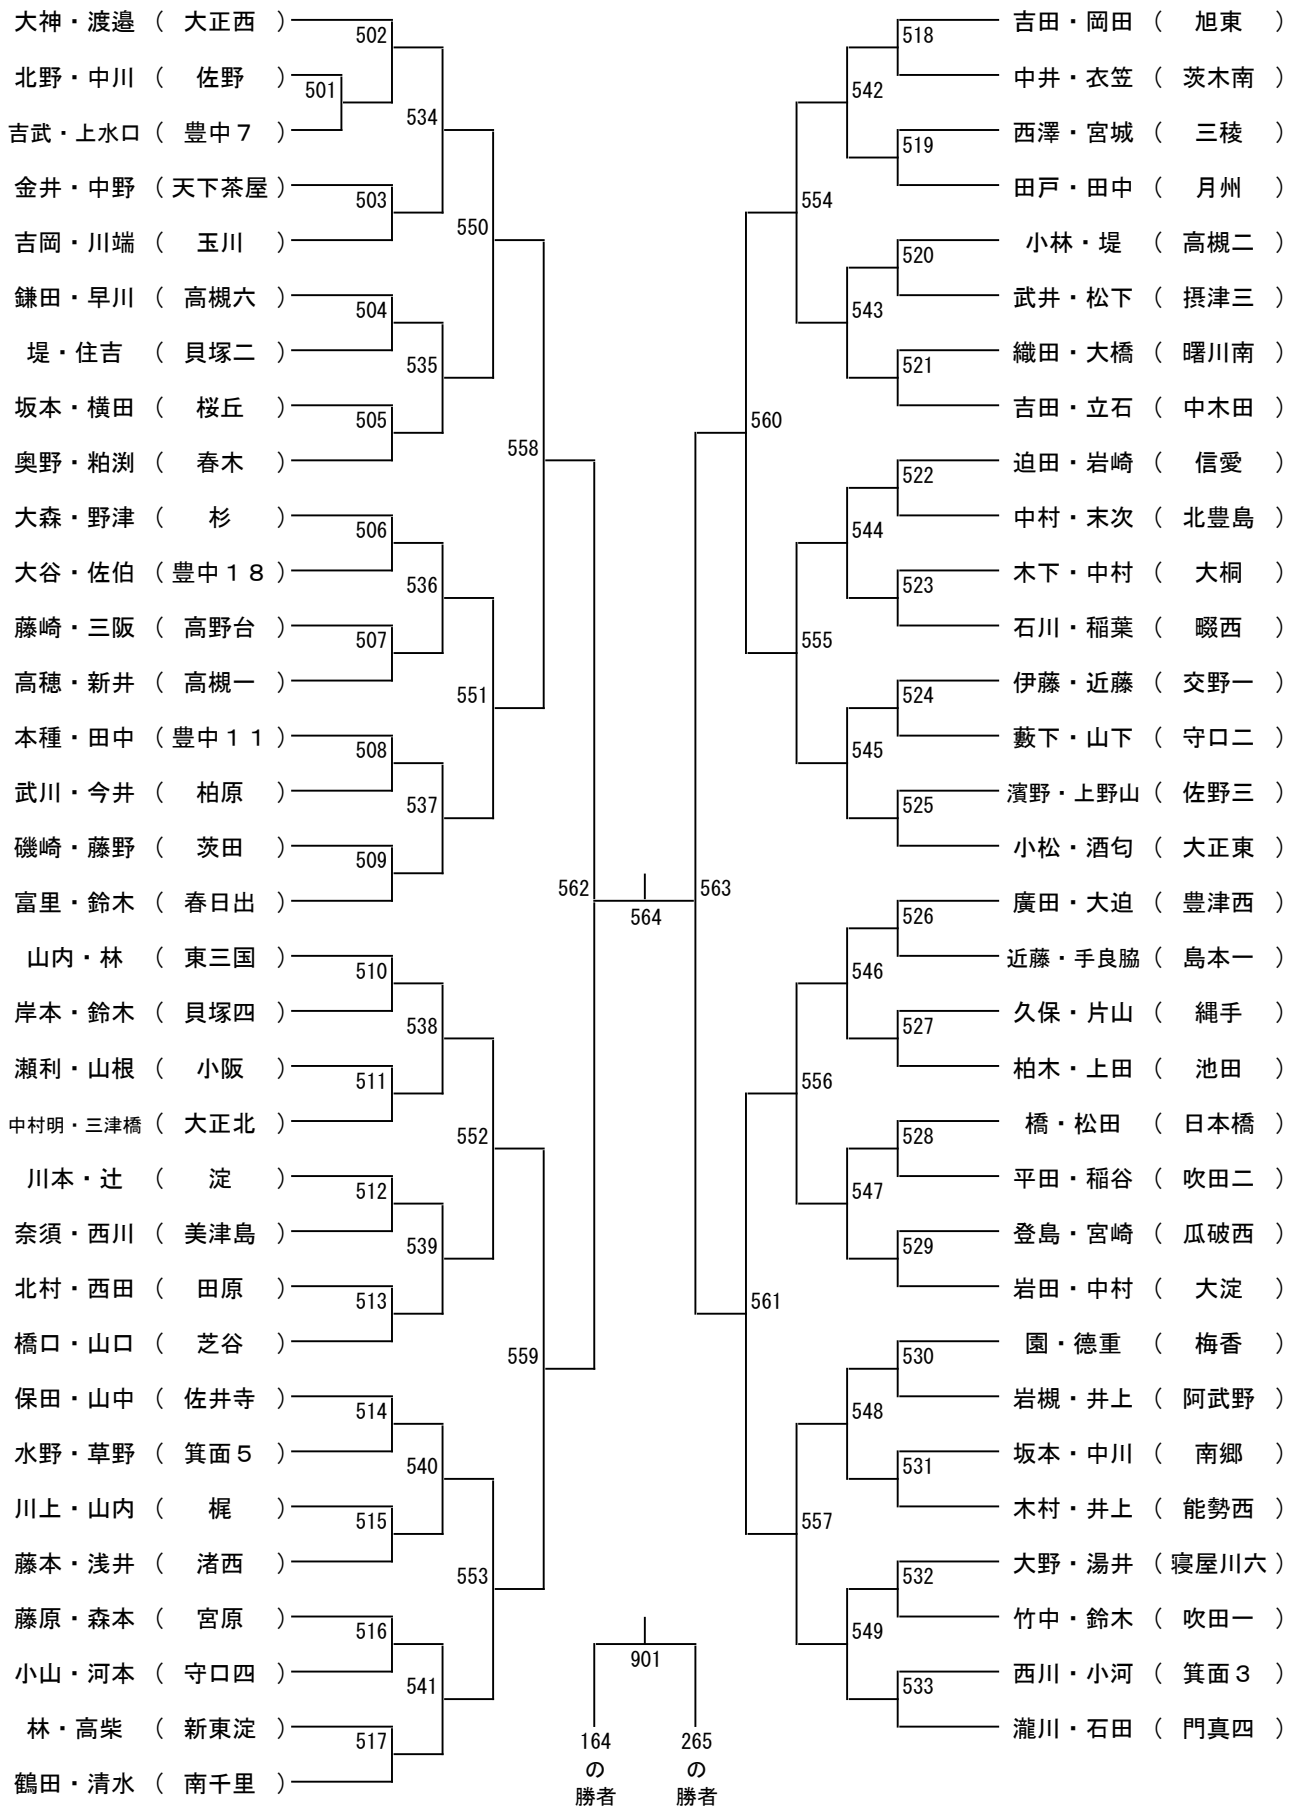 大神・渡邉 （ 大正西 ）
502
北野・中川 （ 佐野 ）
501
吉武・上水口 （ 豊中７ ）
534
金井・中野 （ 天下茶屋 ）
503
吉岡・川端 （ 玉川 ）
550
鎌田・早川 （ 高槻六 ）
504
堤・住吉 （ 貝塚二 ）
535
坂本・横田 （ 桜丘 ）
505
奥野・粕渕 （ 春木 ）
558
大森・野津 （ 杉 ）
506
大谷・佐伯 （ 豊中１８ ）
536
藤崎・三阪 （ 高野台 ）
507
高穂・新井 （ 高槻一 ）
551
本種・田中 （ 豊中１１ ）
508
武川・今井 （ 柏原 ）
537
磯崎・藤野 （ 茨田 ）
509
富里・鈴木 （ 春日出 ）
562
山内・林 （ 東三国 ）
510
岸本・鈴木 （ 貝塚四 ）
538
瀬利・山根 （ 小阪 ）
511
中村明・三津橋 （ 大正北 ）
552
川本・辻 （ 淀 ）
512
奈須・西川 （ 美津島 ）
539
北村・西田 （ 田原 ）
513
橋口・山口 （ 芝谷 ）
559
保田・山中 （ 佐井寺 ）
514
水野・草野 （ 箕面５ ）
540
川上・山内 （ 梶 ）
515
藤本・浅井 （ 渚西 ）
553
藤原・森本 （ 宮原 ）
516
小山・河本 （ 守口四 ）
541
林・高柴 （ 新東淀 ）
517
鶴田・清水 （ 南千里 ）
564
901
164
の
勝者
265
の
勝者
吉田・岡田 （ 旭東 ）
518
中井・衣笠 （ 茨木南 ）
542
西澤・宮城 （ 三稜 ）
519
田戸・田中 （ 月州 ）
554
小林・堤 （ 高槻二 ）
520
武井・松下 （ 摂津三 ）
543
織田・大橋 （ 曙川南 ）
521
吉田・立石 （ 中木田 ）
560
迫田・岩崎 （ 信愛 ）
522
中村・末次 （ 北豊島 ）
544
木下・中村 （ 大桐 ）
523
石川・稲葉 （ 畷西 ）
555
伊藤・近藤 （ 交野一 ）
524
藪下・山下 （ 守口二 ）
545
濱野・上野山 （ 佐野三 ）
525
小松・酒匂 （ 大正東 ）
563
廣田・大迫 （ 豊津西 ）
526
近藤・手良脇 （ 島本一 ）
546
久保・片山 （ 縄手 ）
527
柏木・上田 （ 池田 ）
556
橋・松田 （ 日本橋 ）
528
平田・稲谷 （ 吹田二 ）
547
登島・宮崎 （ 瓜破西 ）
529
岩田・中村 （ 大淀 ）
561
園・德重 （ 梅香 ）
530
岩槻・井上 （ 阿武野 ）
548
坂本・中川 （ 南郷 ）
531
木村・井上 （ 能勢西 ）
557
大野・湯井 （ 寝屋川六 ）
532
竹中・鈴木 （ 吹田一 ）
549
西川・小河 （ 箕面３ ）
533
瀧川・石田 （ 門真四 ）